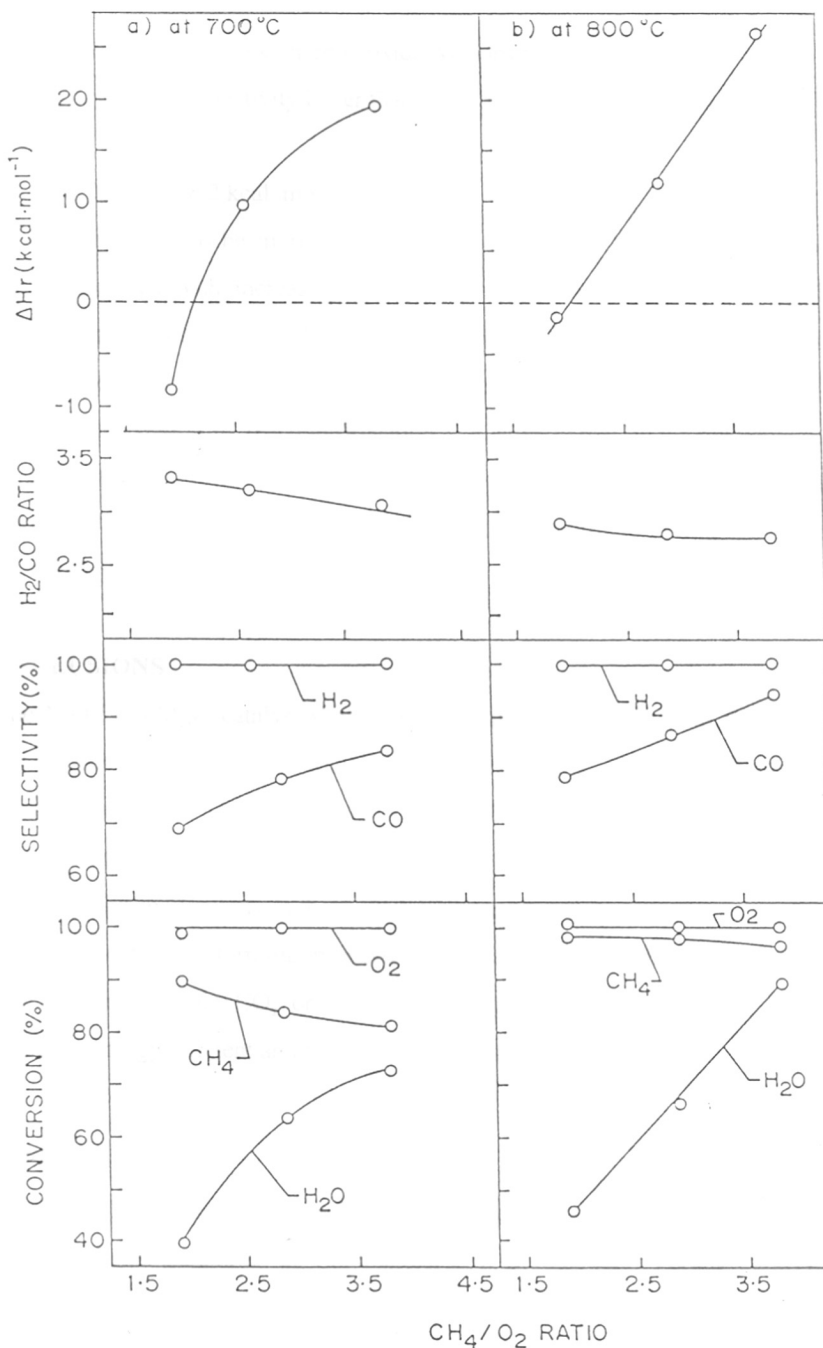 a) at 700°C
b) at 800°C
20
10
0
-10
ΔHr(kcal·mol⁻¹)
3·5
2·5
H₂/CO RATIO
100
80
60
SELECTIVITY(%)
H₂
CO
H₂
CO
IONS
100
80
60
40
CONVERSION (%)
O₂
CH₄
H₂O
O₂
CH₄
H₂O
1·5 2·5 3·5 4·5 1·5 2·5 3·5
CH₄/O₂ RATIO